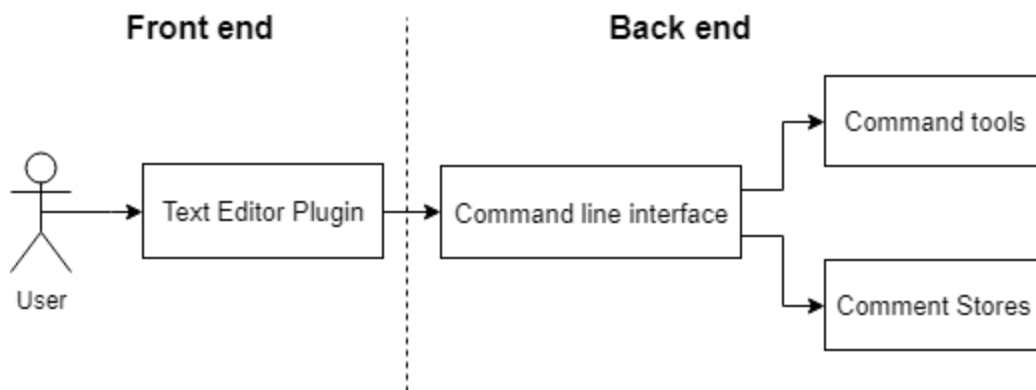 Front end
Back end
Command tools
Text Editor Plugin
Command line interface
User
Comment Stores